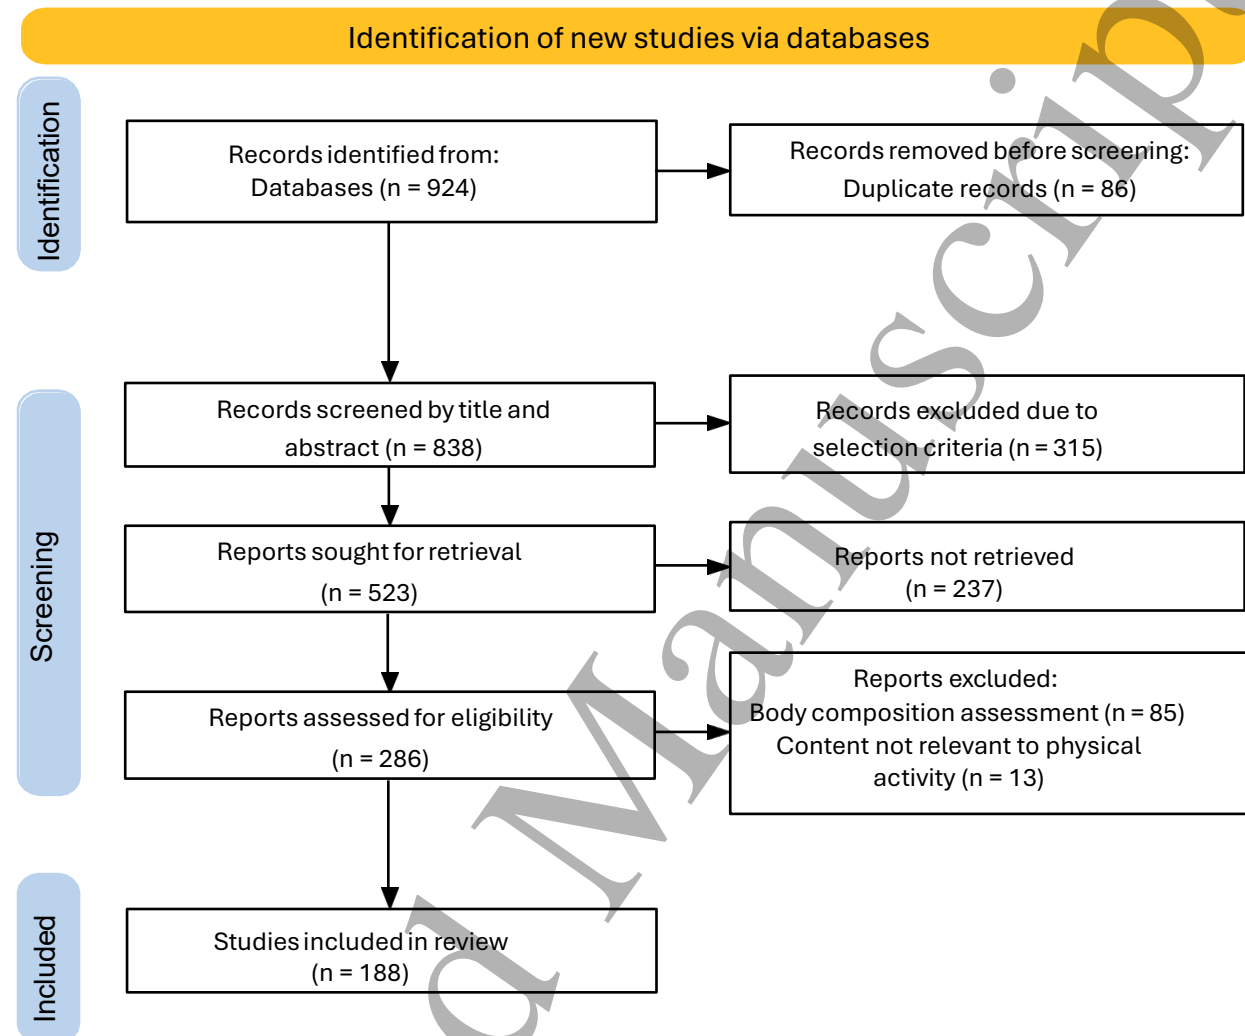 Identification of new studies via databases
Identification
Records identified from:
Databases (n = 924)
Records removed before screening:
Duplicate records (n = 86)
Screening
Records screened by title and
abstract (n = 838)
Records excluded due to
selection criteria (n = 315)
Reports sought for retrieval
(n = 523)
Reports not retrieved
(n = 237)
Reports assessed for eligibility
(n = 286)
Reports excluded:
Body composition assessment (n = 85)
Content not relevant to physical
activity (n = 13)
Included
Studies included in review
(n = 188)
d Manuscrip